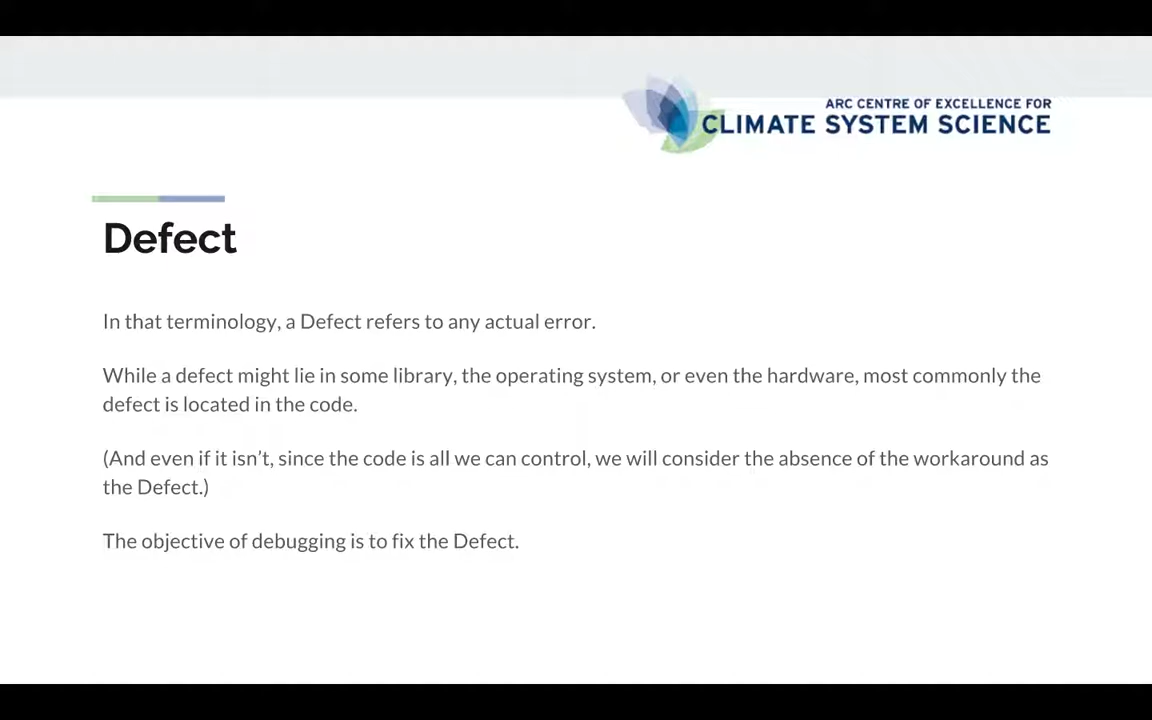 ARC CENTRE OF EXCELLENCE FOR
CLIMATE SYSTEM SCIENCE
Defect
In that terminology, a Defect refers to any actual error.
While a defect might lie in some library, the operating system, or even the hardware, most commonly the
defect is located in the code.
(And even if it isn't, since the code is all we can control, we will consider the absence of the workaround as
the Defect.)
The objective of debugging is to fix the Defect.